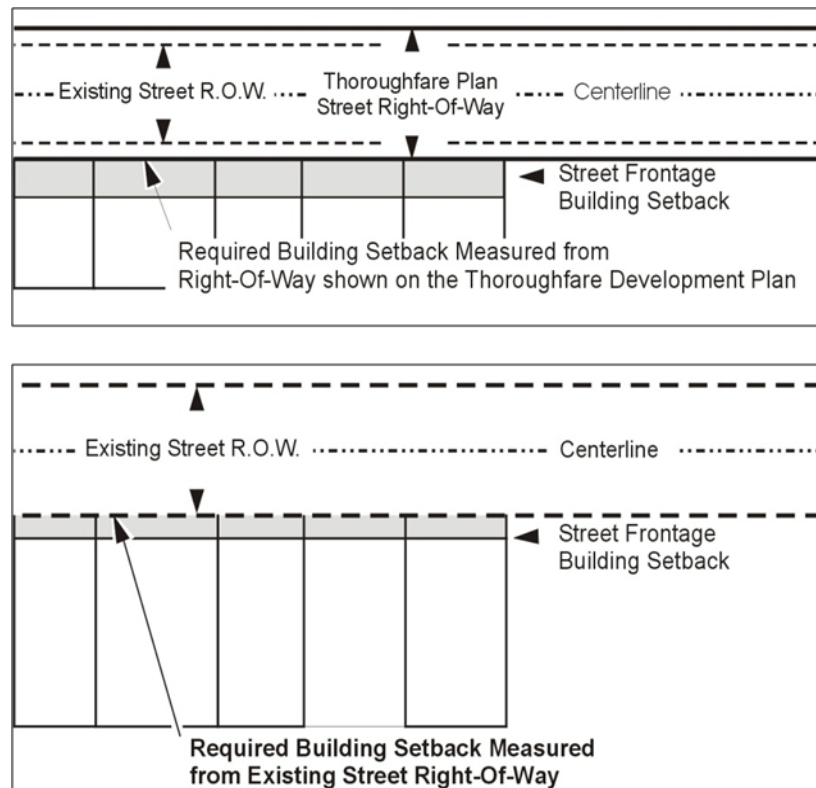 Existing Street R.O.W.
Thoroughfare Plan
Street Right-Of-Way
Centerline
Street Frontage
Building Setback
Required Building Setback Measured from
Right-Of-Way shown on the Thoroughfare Development Plan
Existing Street R.O.W.
Centerline
Street Frontage
Building Setback
Required Building Setback Measured
from Existing Street Right-Of-Way